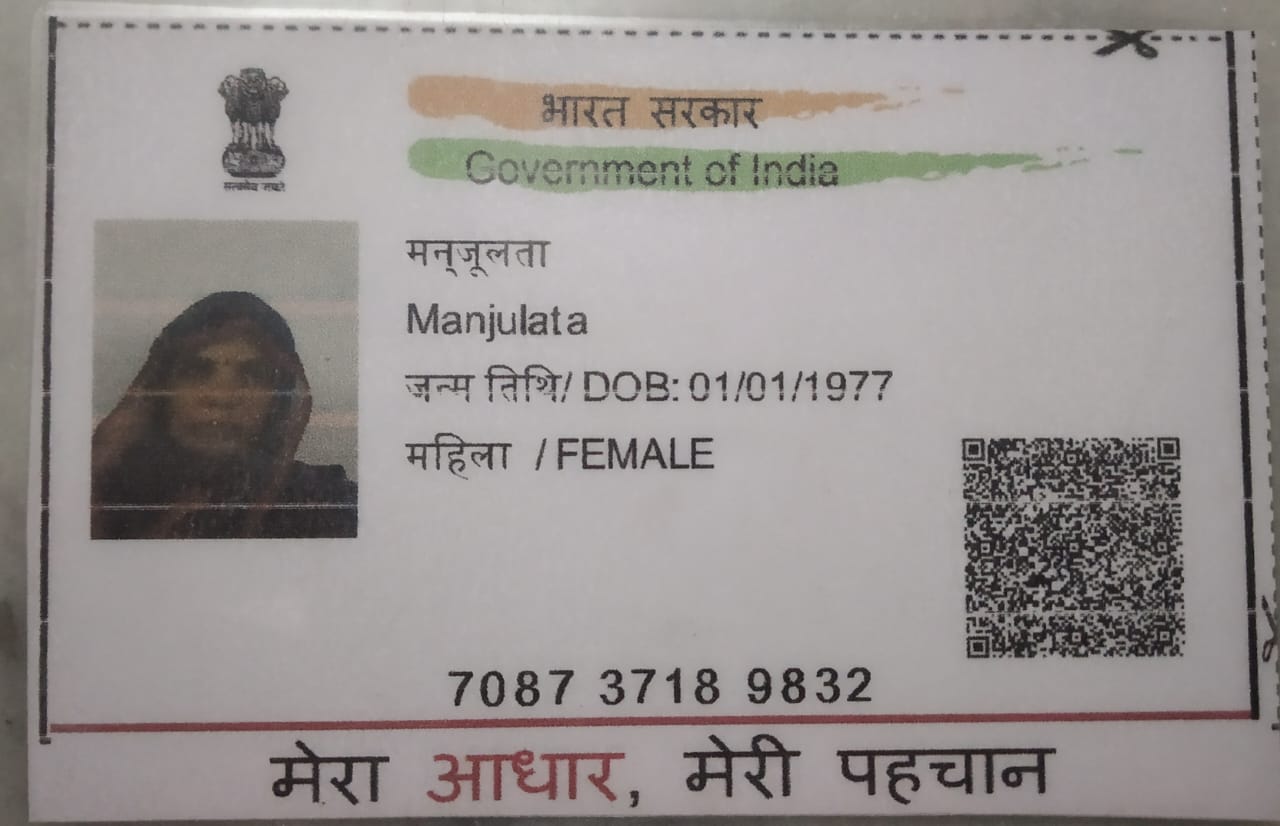 भारत सरकार
Government of India
सत्यमेव जयते
मन्जूलता
Manjulata
जन्म तिथि/ DOB: 01/01/1977
महिला / FEMALE
7087 3718 9832
मेरा आधार, मेरी पहचान